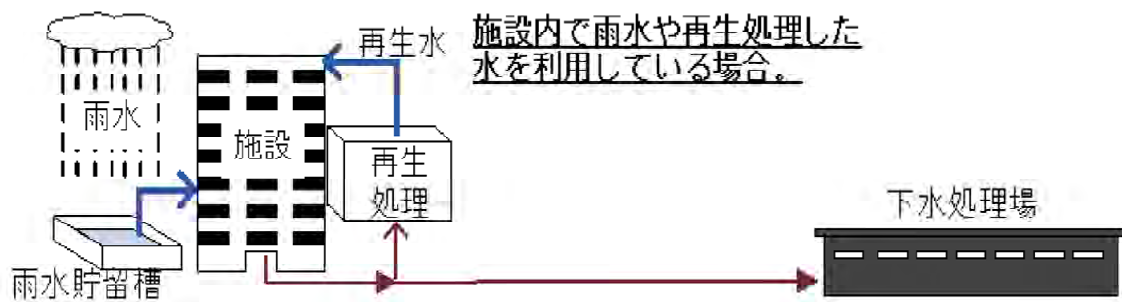 再生水
施設内で雨水や再生処理した
水を利用している場合。
雨水
施設
再生
処理
下水処理場
雨水貯留槽